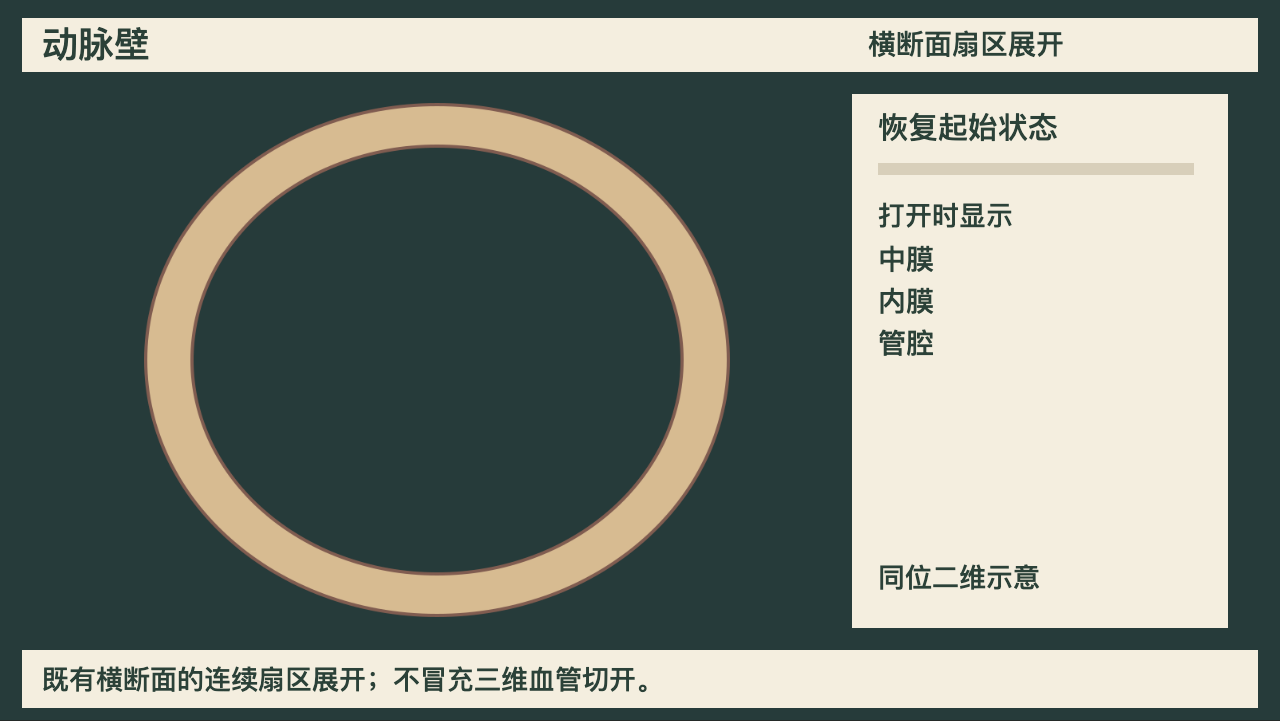 动脉壁
横断面扇区展开
恢复起始状态
打开时显示
中膜
内膜
管腔
同位二维示意
既有横断面的连续扇区展开；不冒充三维血管切开。